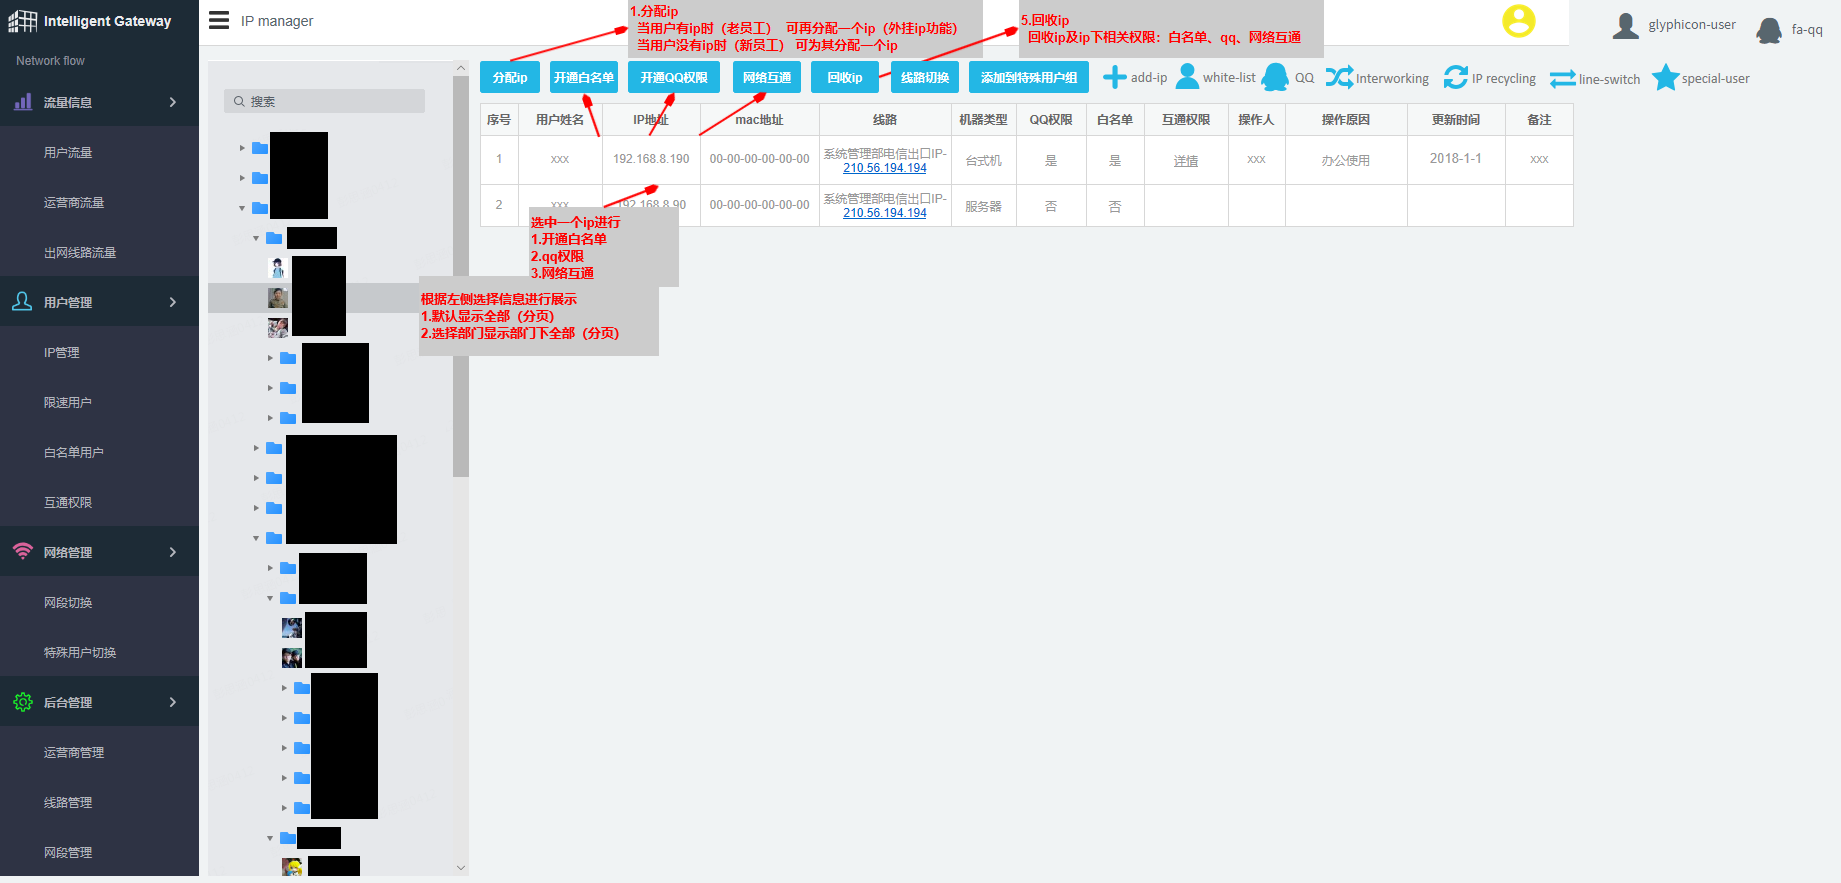 Intelligent Gateway
IP manager
1.分配ip
当用户有ip时（老员工） 可再分配一个ip（外挂ip功能）
当用户没有ip时（新员工） 可为其分配一个ip
5.回收ip
回收ip及ip下相关权限：白名单、qq、网络互通
glyphicon-user
fa-qq
Network flow
流量信息
用户流量
运营商流量
出网线路流量
用户管理
IP管理
限速用户
白名单用户
互通权限
网络管理
网段切换
特殊用户切换
后台管理
运营商管理
线路管理
网段管理
搜索
分配ip 开通白名单 开通QQ权限 网络互通 回收ip 线路切换 添加到特殊用户组
add-ip white-list QQ Interworking IP recycling line-switch special-user
序号 用户姓名 IP地址 mac地址 线路 机器类型 QQ权限 白名单 互通权限 操作人 操作原因 更新时间 备注
1 xxx 192.168.8.190 00-00-00-00-00-00 系统管理部电信出口IP- 台式机 是 是 详情 xxx 办公使用 2018-1-1 xxx
210.56.194.194
2 xxx 192.168.8.90 00-00-00-00-00-00 系统管理部电信出口IP- 服务器 否 否
210.56.194.194
选中一个ip进行
1.开通白名单
2.qq权限
3.网络互通
根据左侧选择信息进行展示
1.默认显示全部（分页）
2.选择部门显示部门下全部（分页）